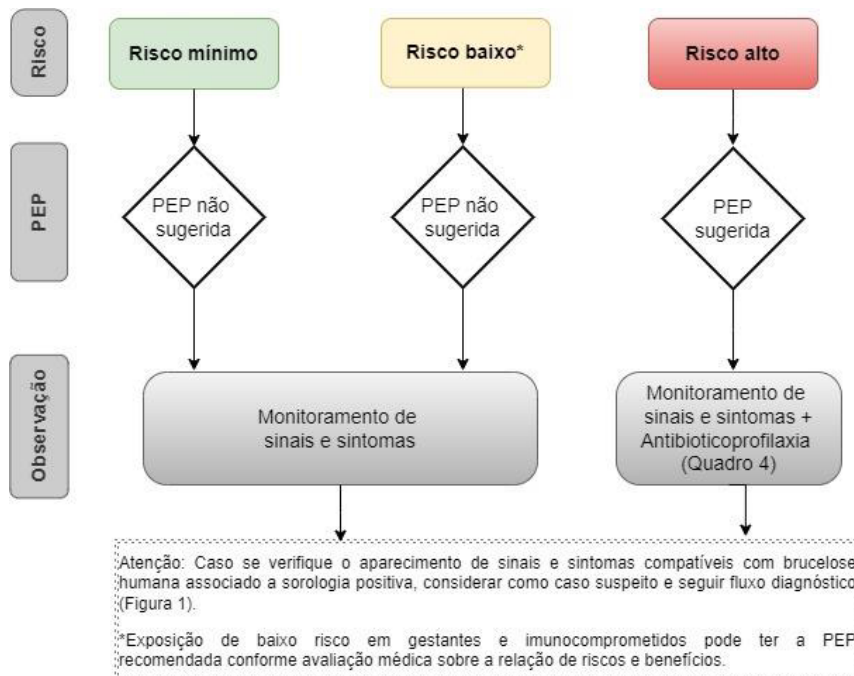 Risco
Risco mínimo
Risco baixo*
Risco alto
PEP
PEP não
sugerida
PEP não
sugerida
PEP
sugerida
Observação
Monitoramento de
sinais e sintomas
Monitoramento de
sinais e sintomas +
Antibioticoprofilaxia
(Quadro 4)
Atenção: Caso se verifique o aparecimento de sinais e sintomas compatíveis com brucelose
humana associado a sorologia positiva, considerar como caso suspeito e seguir fluxo diagnóstico
(Figura 1).
*Exposição de baixo risco em gestantes e imunocomprometidos pode ter a PEP
recomendada conforme avaliação médica sobre a relação de riscos e benefícios.